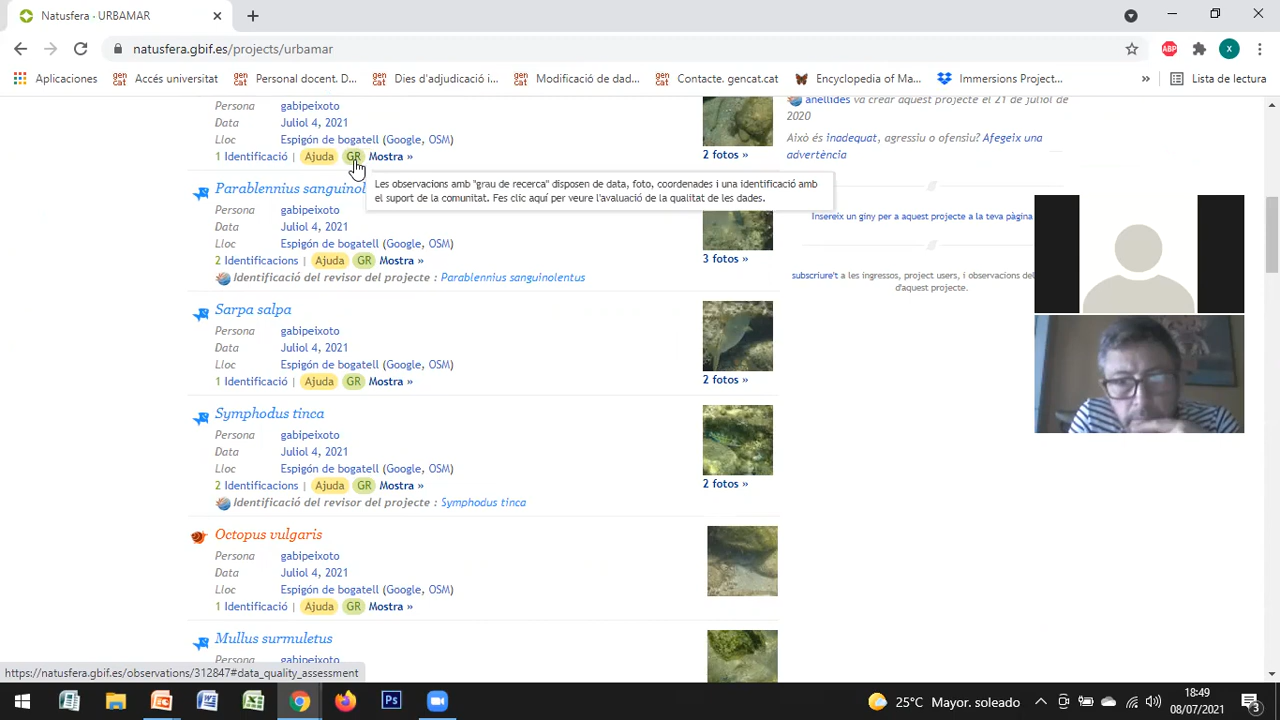 Natusfera · URBAMAR
natusfera.gbif.es/projects/urbamar
ABP
X
Aplicaciones
gen cat Accés universitat
gen cat Personal docent. D...
gen cat Dies d'adjudicació i...
gen cat Modificació de dad...
gen cat Contacte. gencat.cat
Encyclopedia of Ma...
Immersions Project...
»
Lista de lectura
Persona gabipeixoto
Data Juliol 4, 2021
Lloc Espigón de bogatell (Google, OSM)
1 Identificació | Ajuda GR Mostra »
2 fotos »
Les observacions amb "grau de recerca" disposen de data, foto, coordenades i una identificació amb
el suport de la comunitat. Fes clic aquí per veure l'avaluació de la qualitat de les dades.
Parablennius sanguinol
Persona gabipeixoto
Data Juliol 4, 2021
Lloc Espigón de bogatell (Google, OSM)
2 Identificacions | Ajuda GR Mostra »
3 fotos »
Identificació del revisor del projecte : Parablennius sanguinolentus
Sarpa salpa
Persona gabipeixoto
Data Juliol 4, 2021
Lloc Espigón de bogatell (Google, OSM)
1 Identificació | Ajuda GR Mostra »
2 fotos »
Symphodus tinca
Persona gabipeixoto
Data Juliol 4, 2021
Lloc Espigón de bogatell (Google, OSM)
2 Identificacions | Ajuda GR Mostra »
2 fotos »
Identificació del revisor del projecte : Symphodus tinca
Octopus vulgaris
Persona gabipeixoto
Data Juliol 4, 2021
Lloc Espigón de bogatell (Google, OSM)
1 Identificació | Ajuda GR Mostra »
Mullus surmuletus
Persona gabipeixoto
anellides va crear aquest projecte el 21 de juliol de
2020
Això és inadequat, agressiu o ofensiu? Afegeix una
advertència
Insereix un giny per a aquest projecte a la teva pàgina.
subscriure't a les ingressos, project users, i observacions del
d'aquest projecte.
https://natusfera.gbif.es/observations/312847#data_quality_assessment
25°C Mayor. soleado
18:49
08/07/2021
3